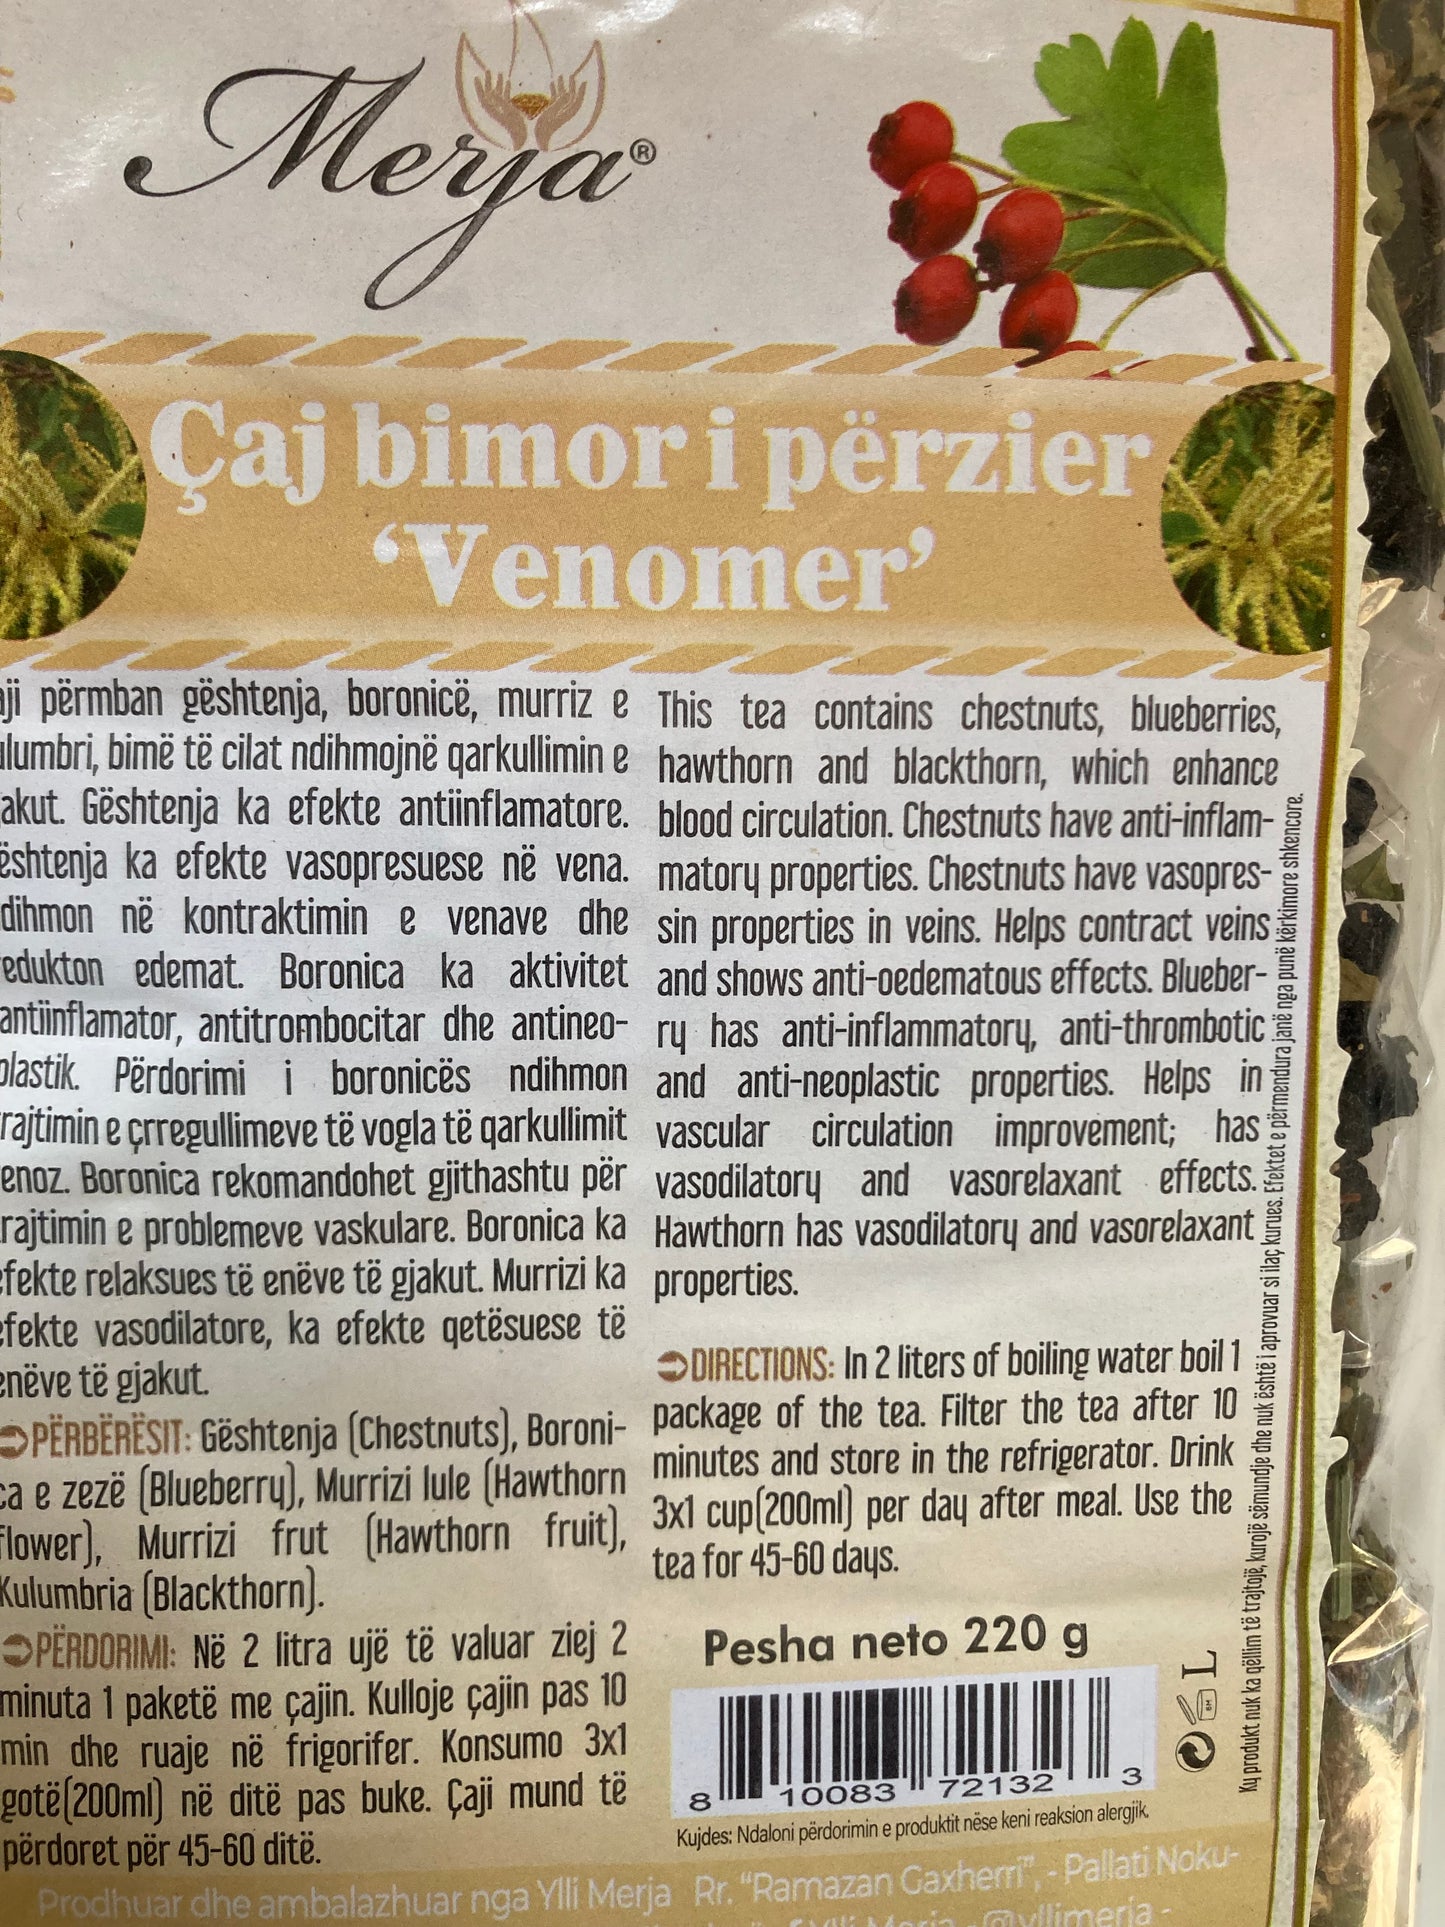 Merja®
Çaj bimor i përzier
‘Venomer’
përmban gështenja, boronicë, murriz e
bimë të cilat ndihmojnë qarkullimin e
Gështenja ka efekte antiinflamatore.
ka efekte vasopresuese në vena.
në kontraktimin e venave dhe
edemat. Boronica ka aktivitet
antiinflamator, antitrombocitar dhe antineo-
plastik. Përdorimi i boronicës ndihmon
e çrregullimeve të vogla të qarkullimit
Boronica rekomandohet gjithashtu për
e problemeve vaskulare. Boronica ka
efekte relaksues të enëve të gjakut. Murrizi ka
efekte vasodilatore, ka efekte qetësuese të
enëve të gjakut.
PËRBËRËSIT: Gështenja (Chestnuts), Boroni-
ca e zezë (Blueberry), Murrizi lule (Hawthorn
flower), Murrizi frut (Hawthorn fruit),
Kulumbria (Blackthorn).
PËRDORIMI: Në 2 litra ujë të valuar ziej 2
minuta 1 paketë me çajin. Kulloje çajin pas 10
min dhe ruaje në frigorifer. Konsumo 3x1
gotë(200ml) në ditë pas buke. Çaji mund të
përdoret për 45-60 ditë.
This tea contains chestnuts, blueberries,
hawthorn and blackthorn, which enhance
blood circulation. Chestnuts have anti-inflam-
matory properties. Chestnuts have vasopres-
sin properties in veins. Helps contract veins
and shows anti-oedematous effects. Blueber-
ry has anti-inflammatory, anti-thrombotic
and anti-neoplastic properties. Helps in
vascular circulation improvement; has
vasodilatory and vasorelaxant effects.
Hawthorn has vasodilatory and vasorelaxant
properties.
DIRECTIONS: In 2 liters of boiling water boil 1
package of the tea. Filter the tea after 10
minutes and store in the refrigerator. Drink
3x1 cup(200ml) per day after meal. Use the
tea for 45-60 days.
Pesha neto 220 g
8 10083 72132 3
L
Kujdes: Ndaloni përdorimin e produktit nëse keni reaksion alergjik.
Ky produkt nuk ka qëllim të trajtojë, kurojë sëmundje dhe nuk është i aprovuar si ilaç kurues. Efektet e përmendura janë nga punë kërkimore shkencore.
Prodhuar dhe ambalazhuar nga Ylli Merja Rr. "Ramazan Gaxherri", - Pallati Noku-
@yllimerja -